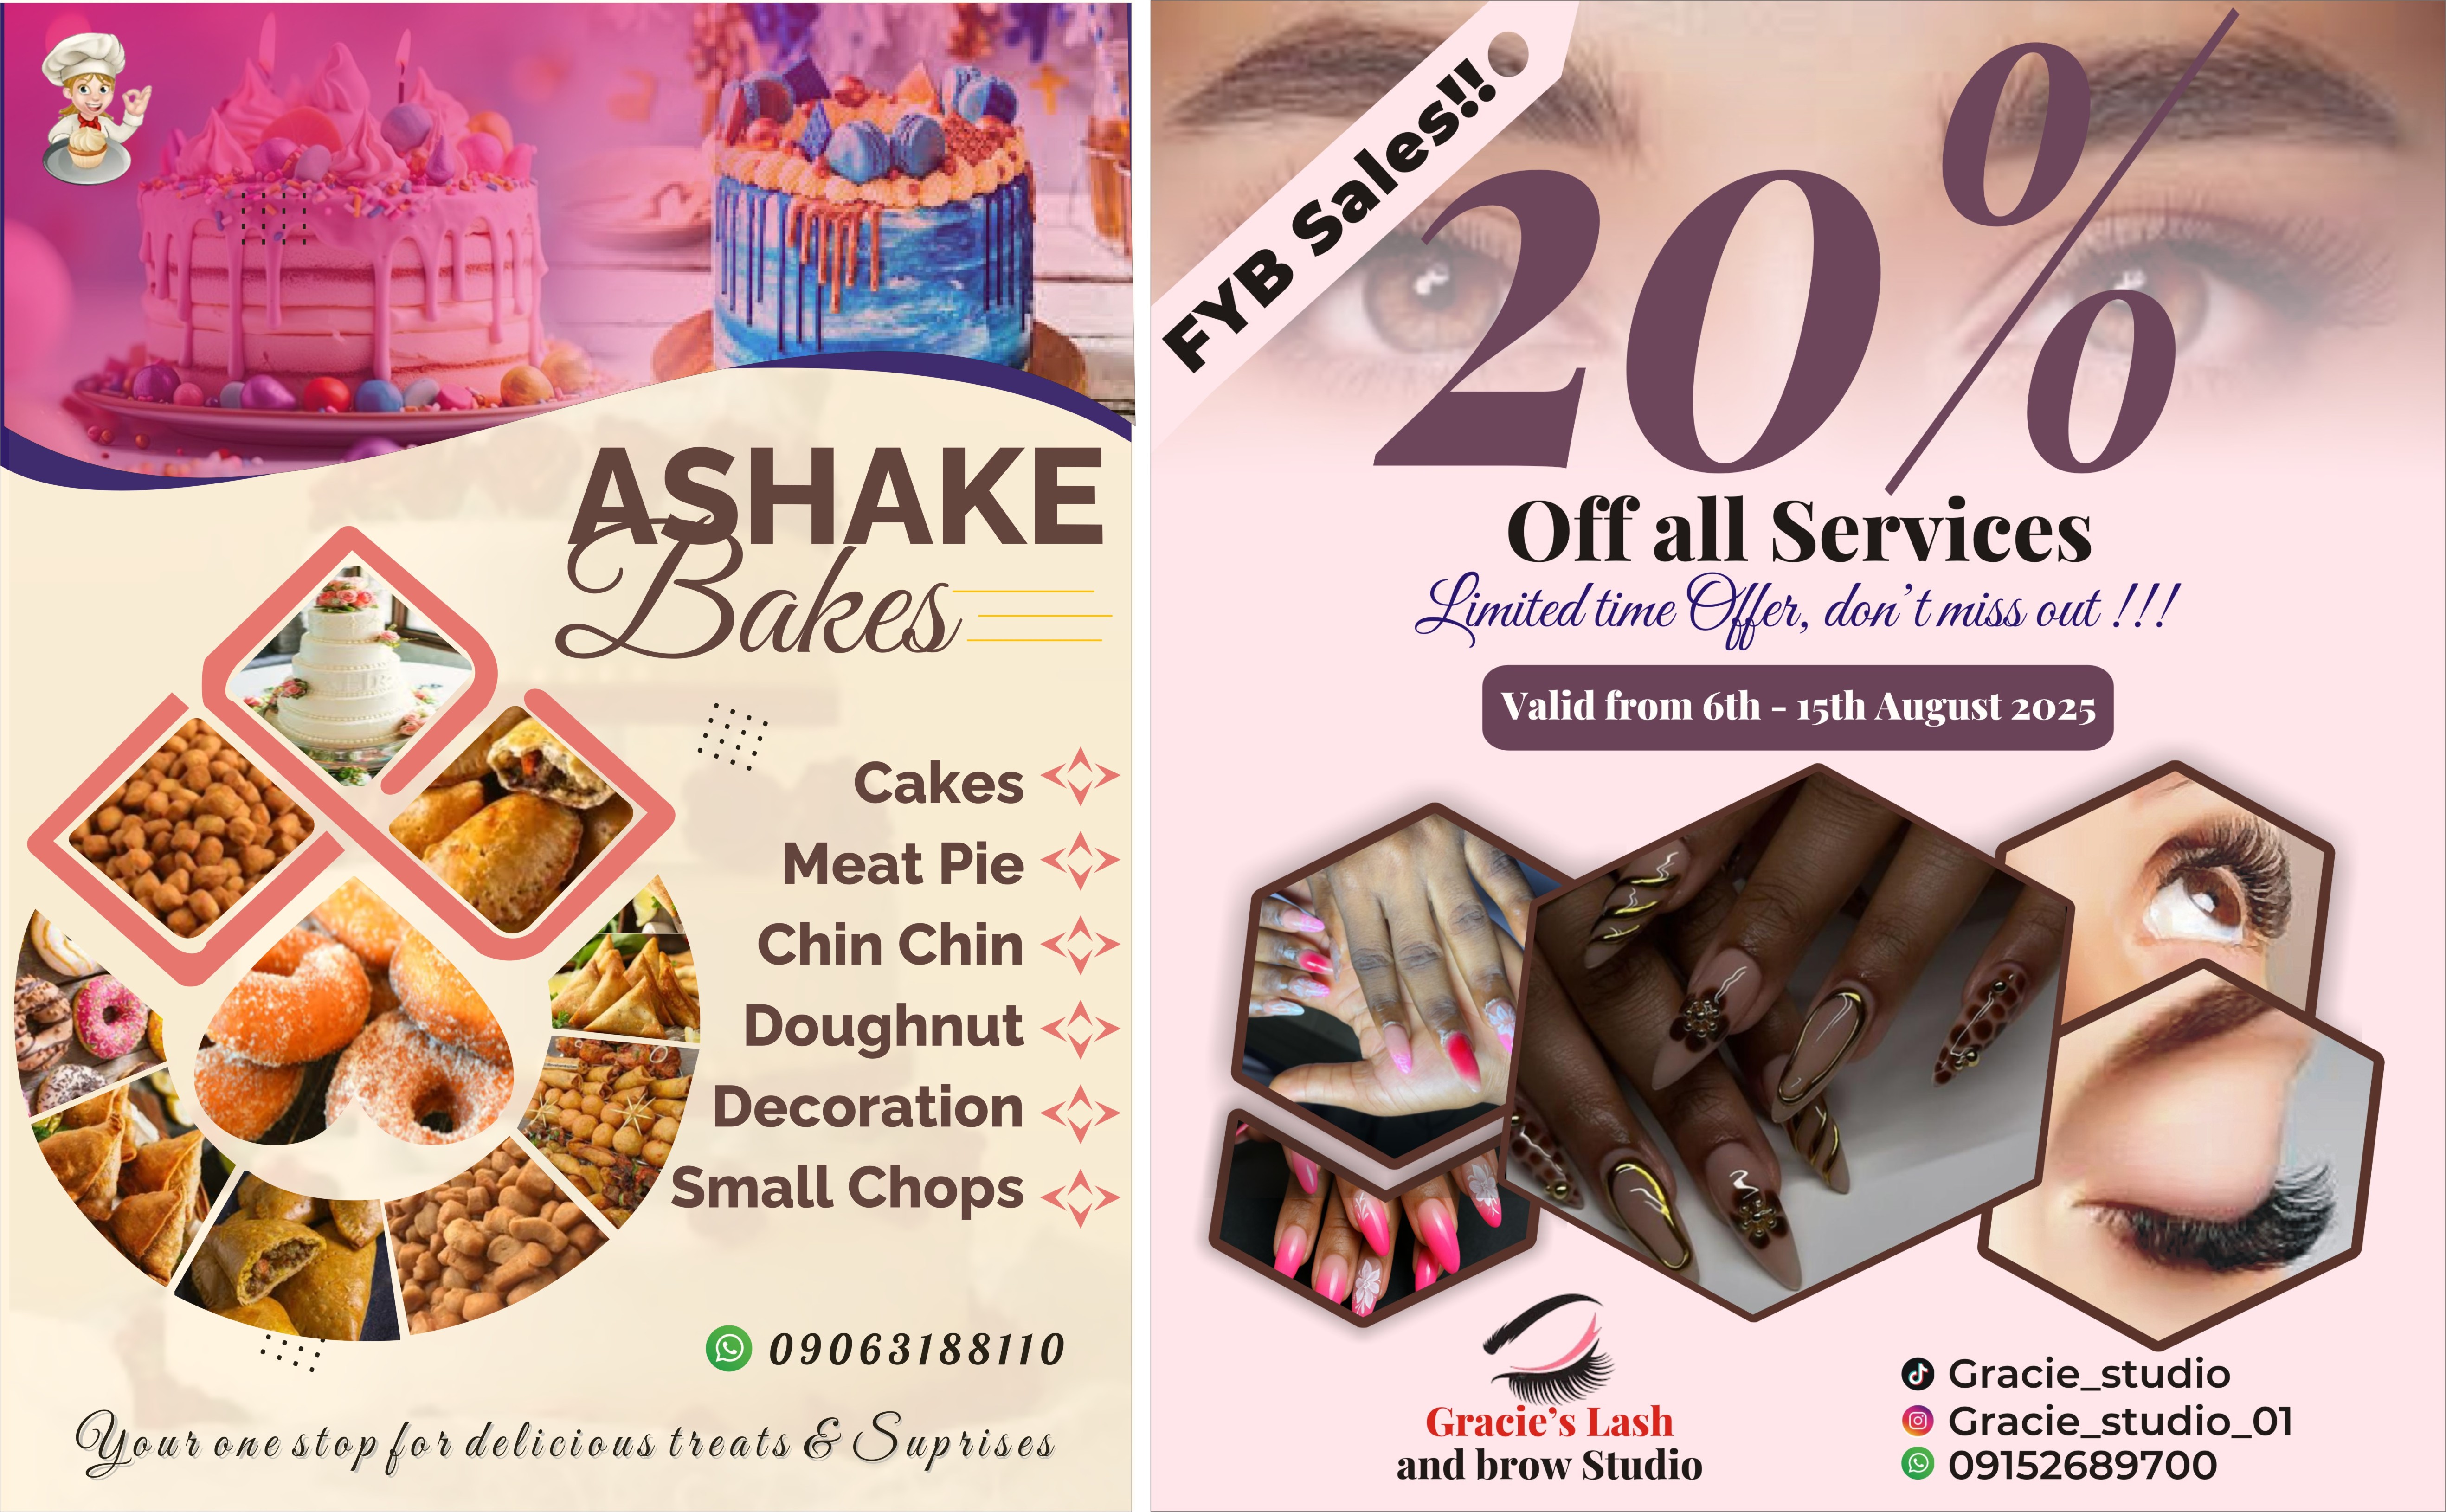 ASHAKE
Bakes
Cakes
Meat Pie
Chin Chin
Doughnut
Decoration
Small Chops
09063188110
Your one stop for delicious treats & Suprises
FYB Sales!!
20%
Off all Services
Limited time Offer, don't miss out !!!
Valid from 6th - 15th August 2025
Gracie's Lash
and brow Studio
Gracie_studio
Gracie_studio_01
09152689700